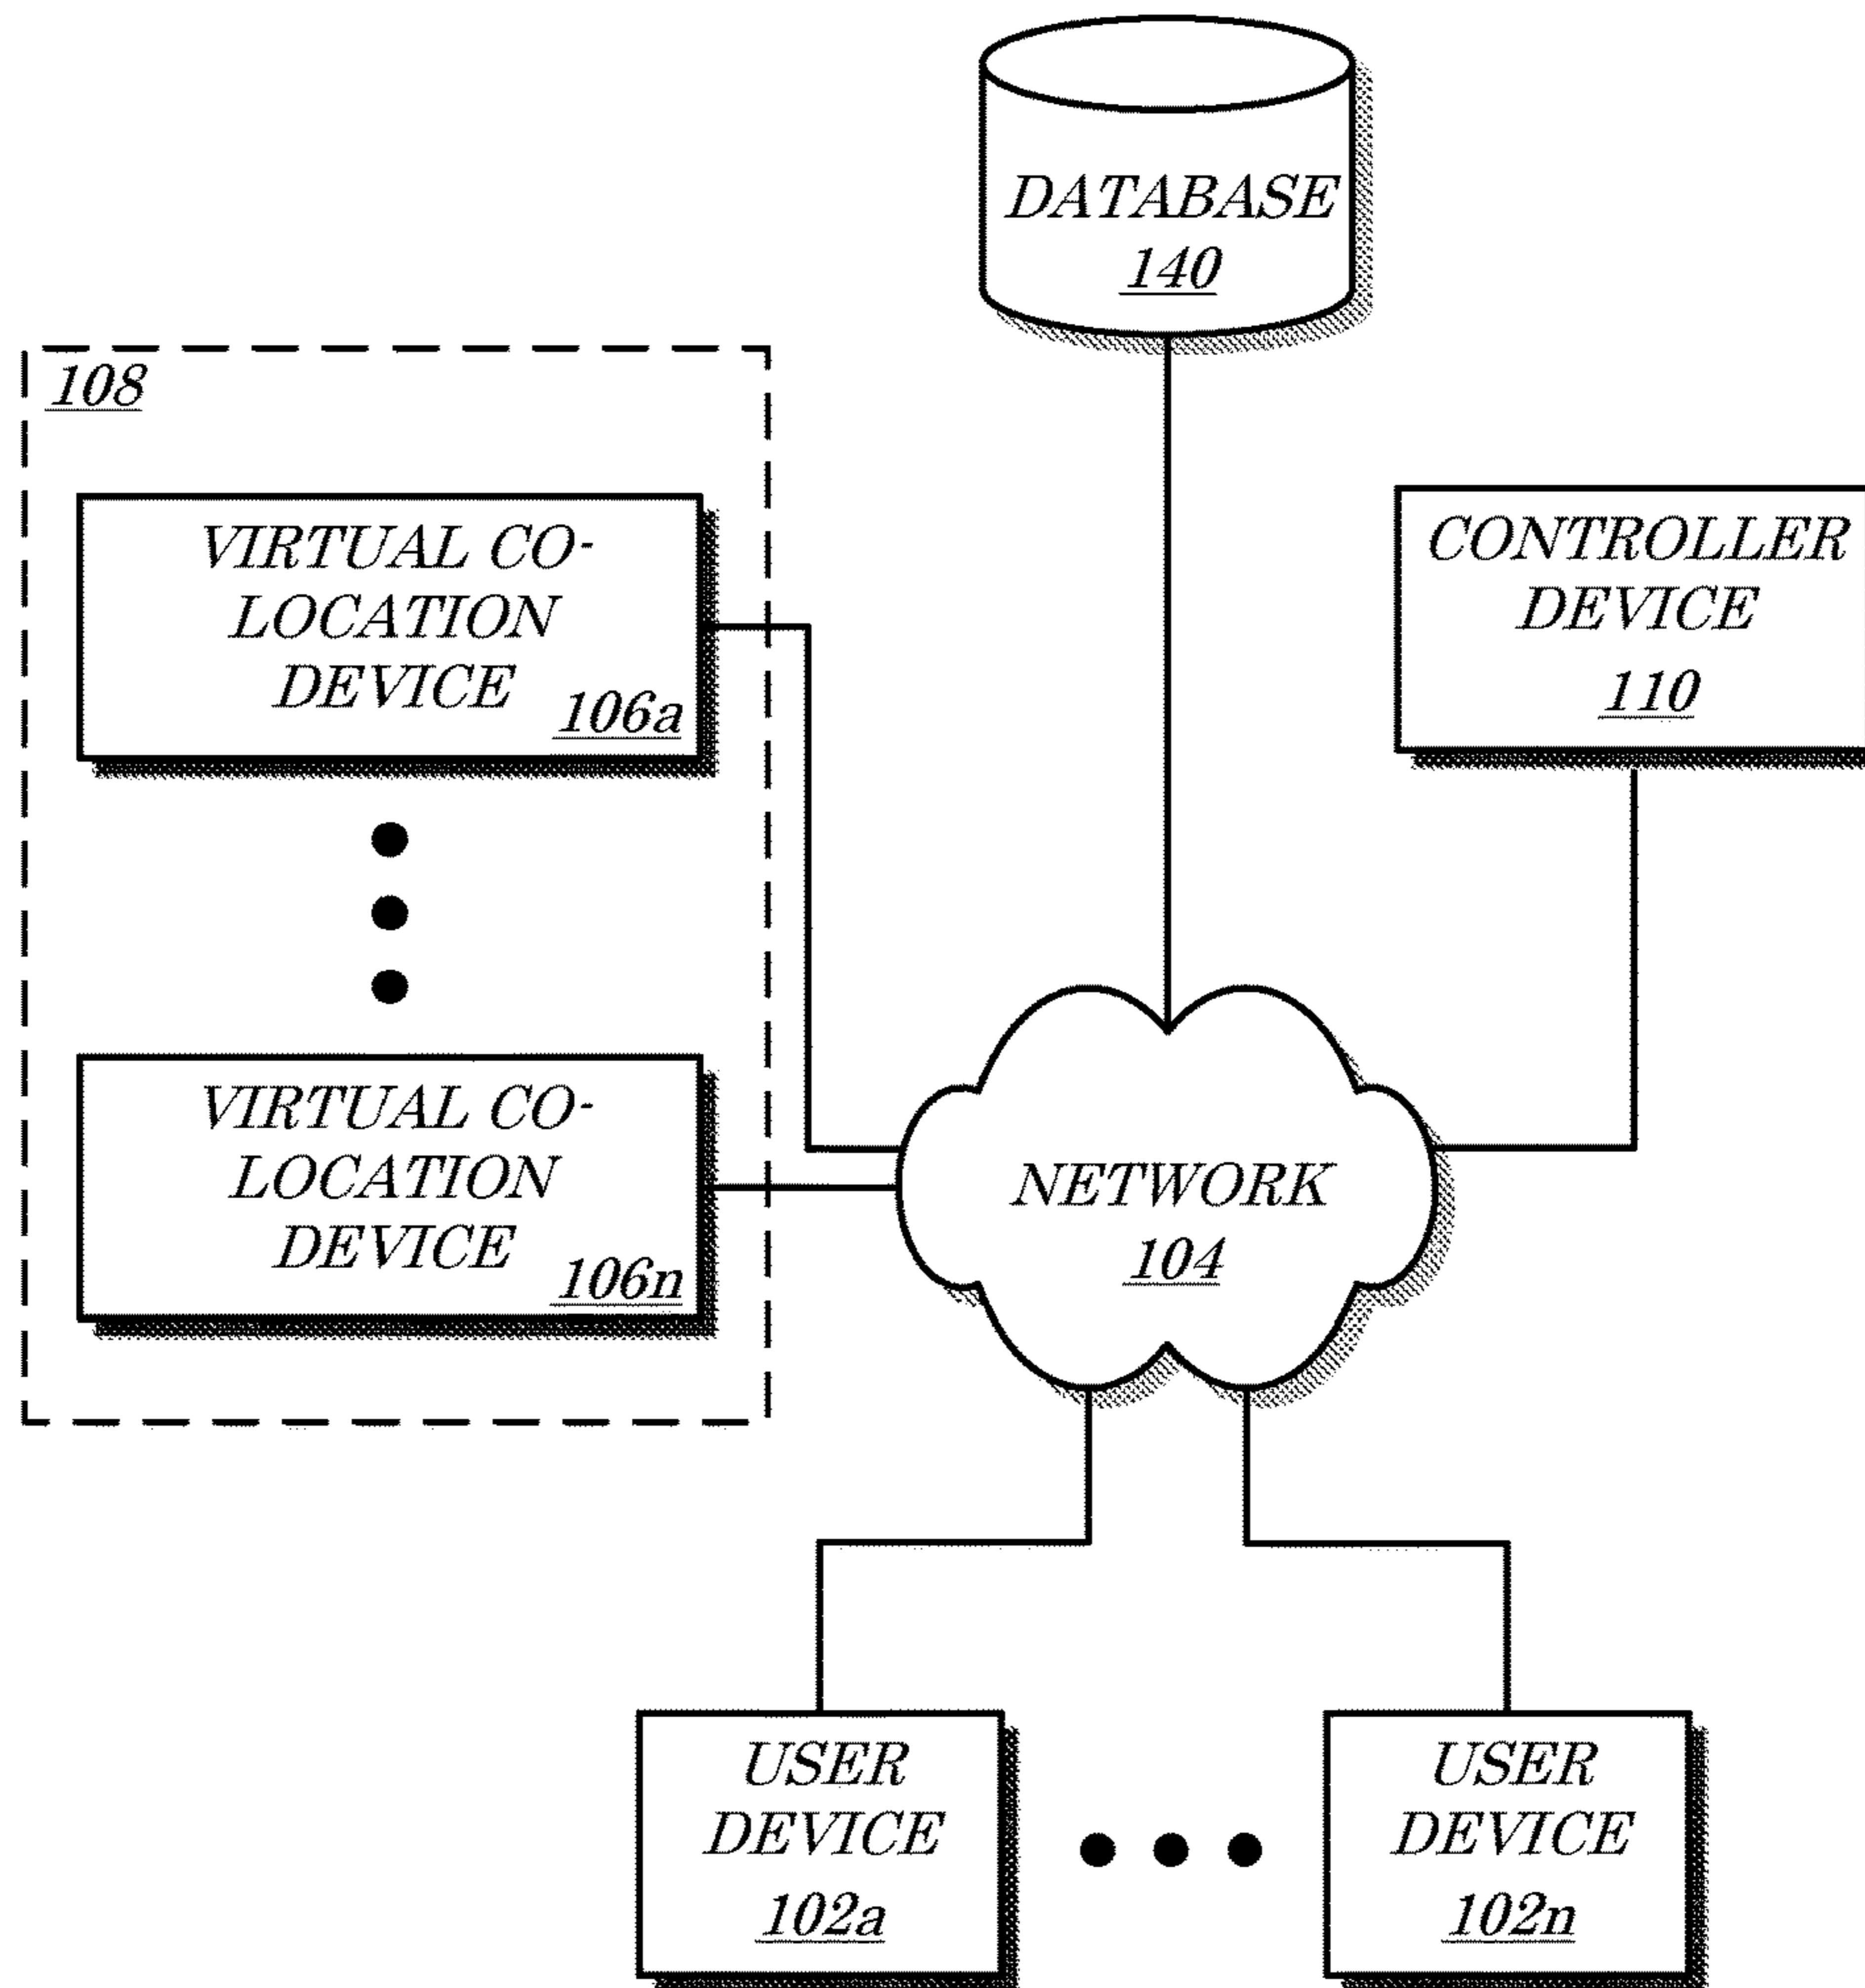 DATABASE
140
108
VIRTUAL CO-
LOCATION
DEVICE
106a
CONTROLLER
DEVICE
110
VIRTUAL CO-
LOCATION
DEVICE
106n
NETWORK
104
USER
DEVICE
102a
USER
DEVICE
102n